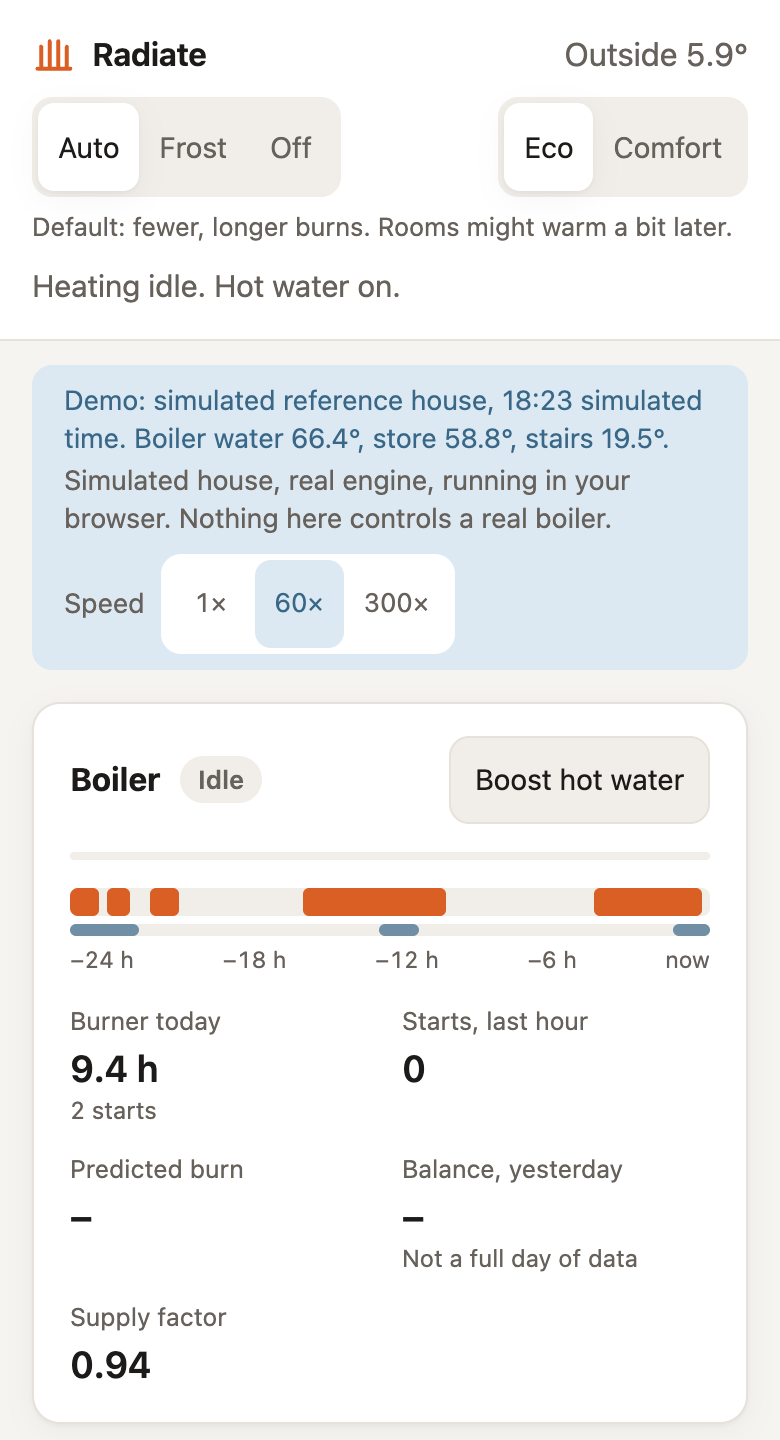 Radiate
Outside 5.9°
Auto Frost Off
Eco Comfort
Default: fewer, longer burns. Rooms might warm a bit later.
Heating idle. Hot water on.
Demo: simulated reference house, 18:23 simulated
time. Boiler water 66.4°, store 58.8°, stairs 19.5°.
Simulated house, real engine, running in your
browser. Nothing here controls a real boiler.
Speed 1× 60× 300×
Boiler Idle
Boost hot water
−24 h −18 h −12 h −6 h now
Burner today
9.4 h
2 starts
Starts, last hour
0
Predicted burn
–
Balance, yesterday
–
Not a full day of data
Supply factor
0.94